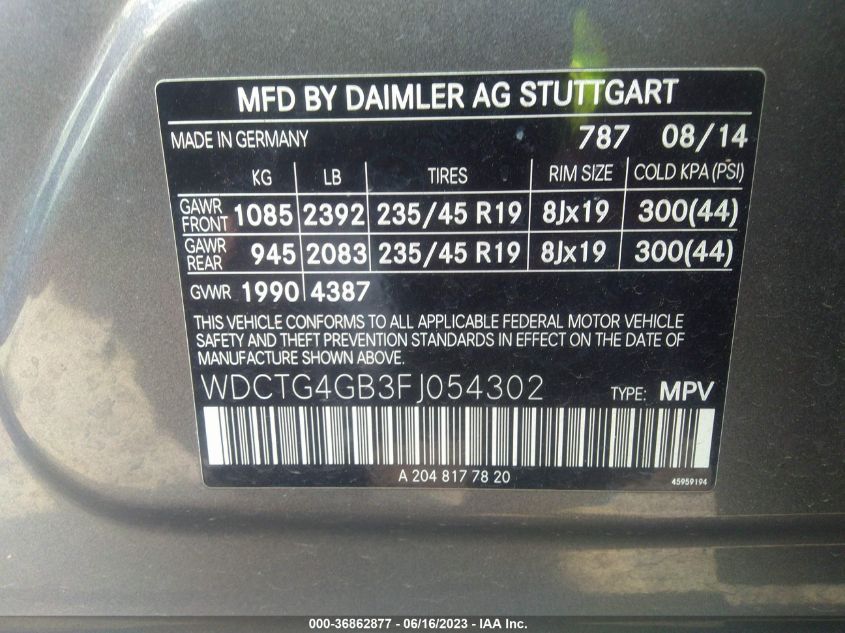 MFD BY DAIMLER AG STUTTGART
MADE IN GERMANY 787 08/14
KG LB TIRES RIM SIZE COLD KPA (PSI)
GAWR FRONT 1085 2392 235/45 R19 8Jx19 300(44)
GAWR REAR 945 2083 235/45 R19 8Jx19 300(44)
GVWR 1990 4387
THIS VEHICLE CONFORMS TO ALL APPLICABLE FEDERAL MOTOR VEHICLE
SAFETY AND THEFT PREVENTION STANDARDS IN EFFECT ON THE DATE OF
MANUFACTURE SHOWN ABOVE.
WDCTG4GB3FJ054302 TYPE: MPV
A 204 817 78 20 45959194
000-36862877 - 06/16/2023 - IAA Inc.